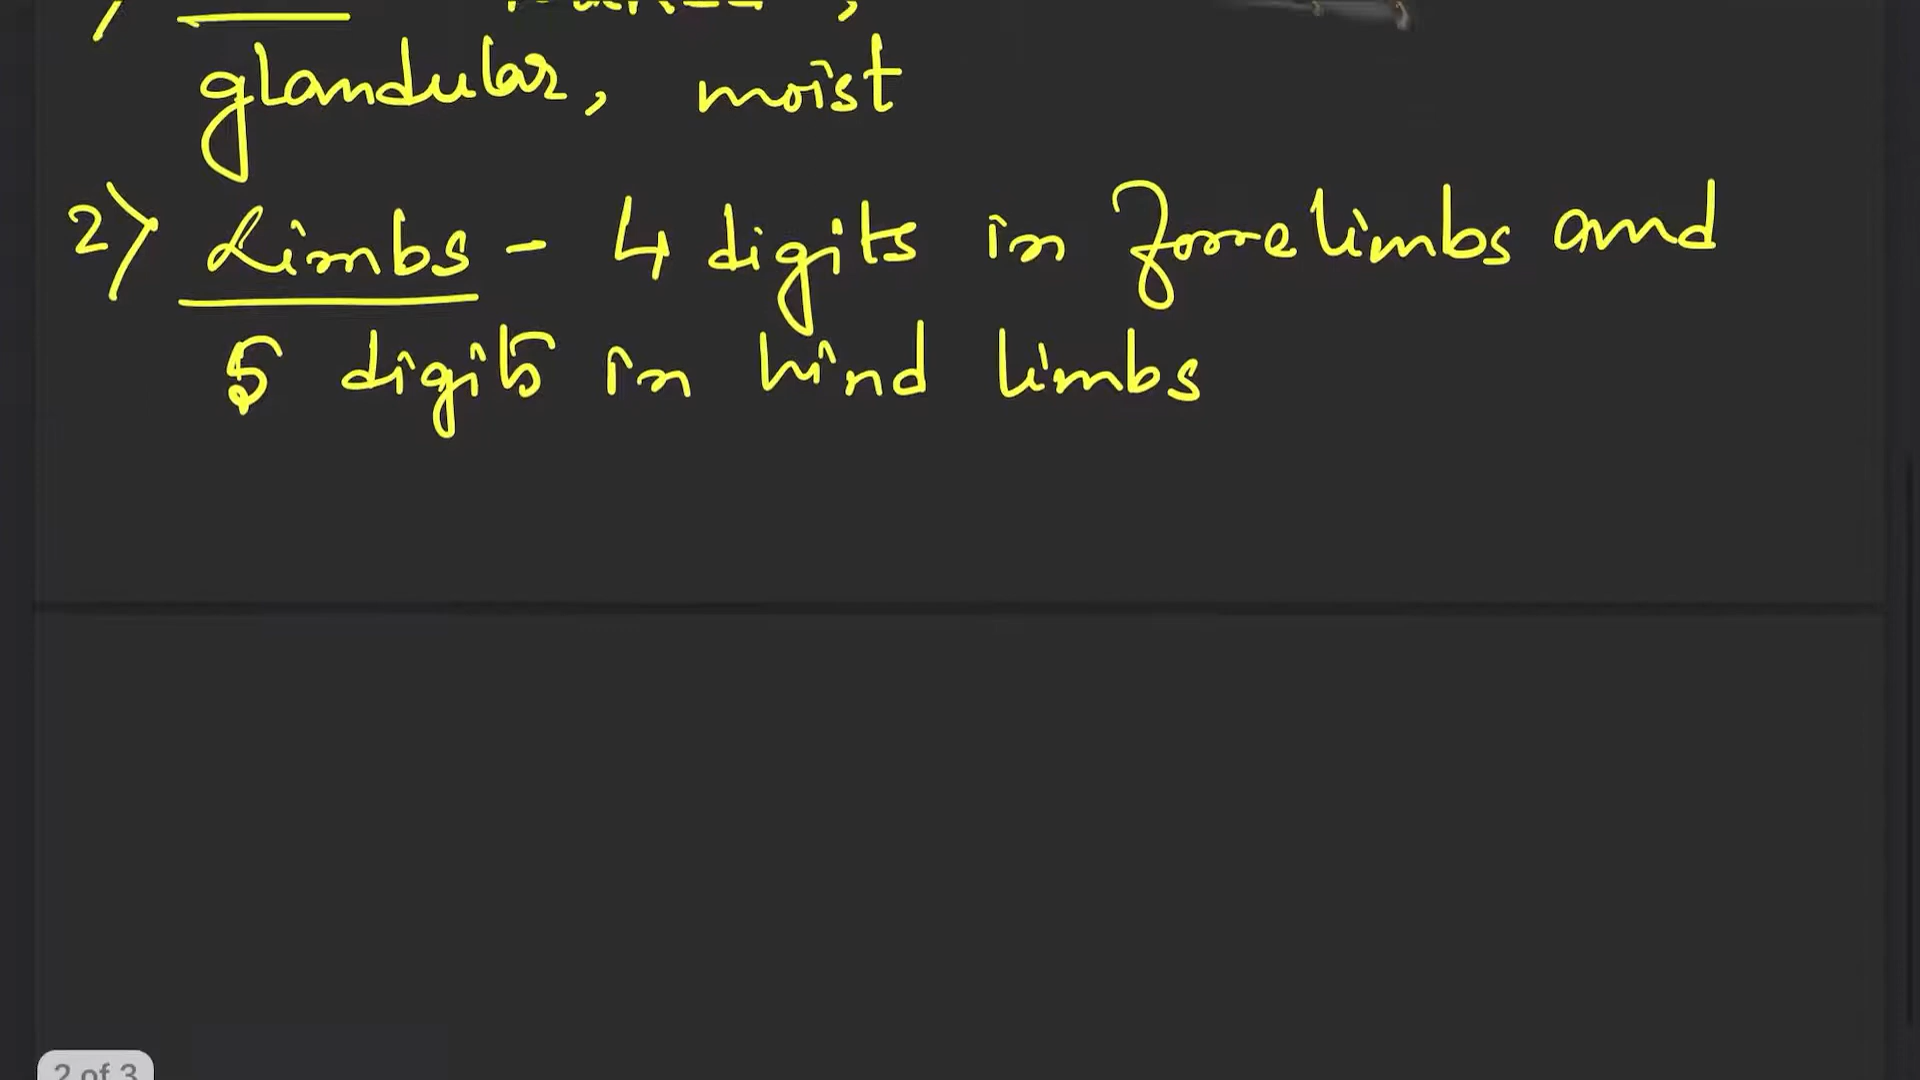 glandular, moist
2) Limbs - 4 digits in forelimbs and
5 digits in hind limbs
2 of 3